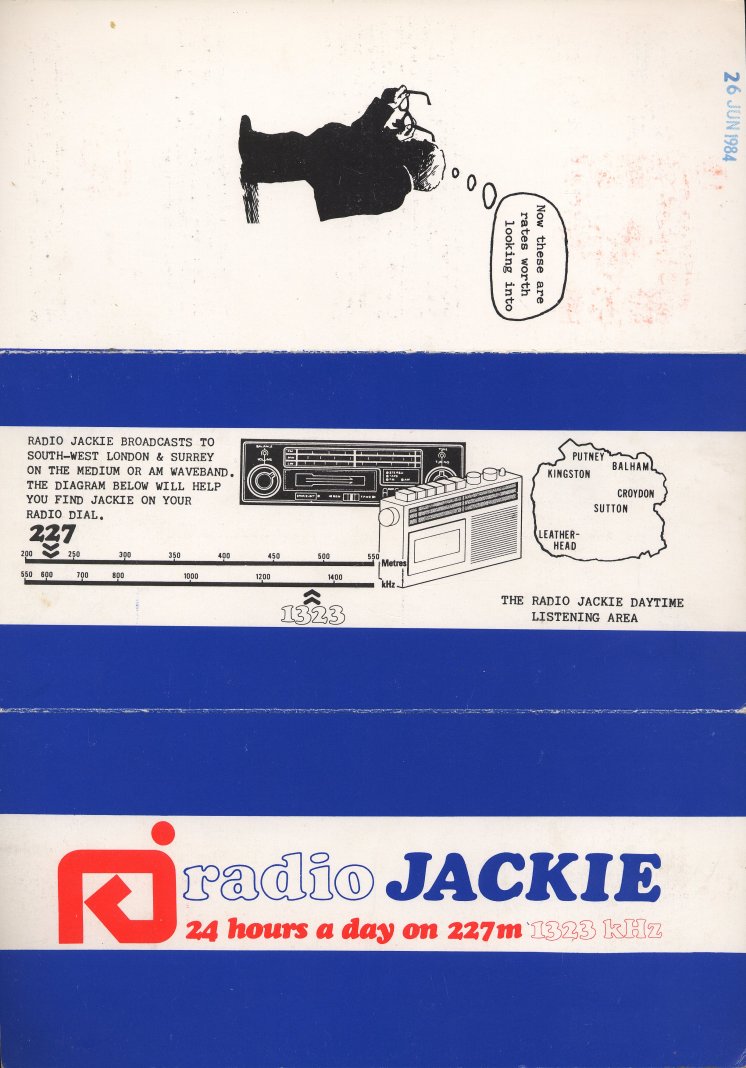 26 JUN 1984
Now these are
rates worth
looking into
RADIO JACKIE BROADCASTS TO
SOUTH-WEST LONDON & SURREY
ON THE MEDIUM OR AM WAVEBAND.
THE DIAGRAM BELOW WILL HELP
YOU FIND JACKIE ON YOUR
RADIO DIAL.
227
200 250 300 350 450 500 550 Metres
550 600 700 800 1000 1200 1400 kHz
1323
PUTNEY
BALHAM
KINGSTON
CROYDON
SUTTON
LEATHER-
HEAD
THE RADIO JACKIE DAYTIME
LISTENING AREA
radio JACKIE
24 hours a day on 227m 1323 kHz